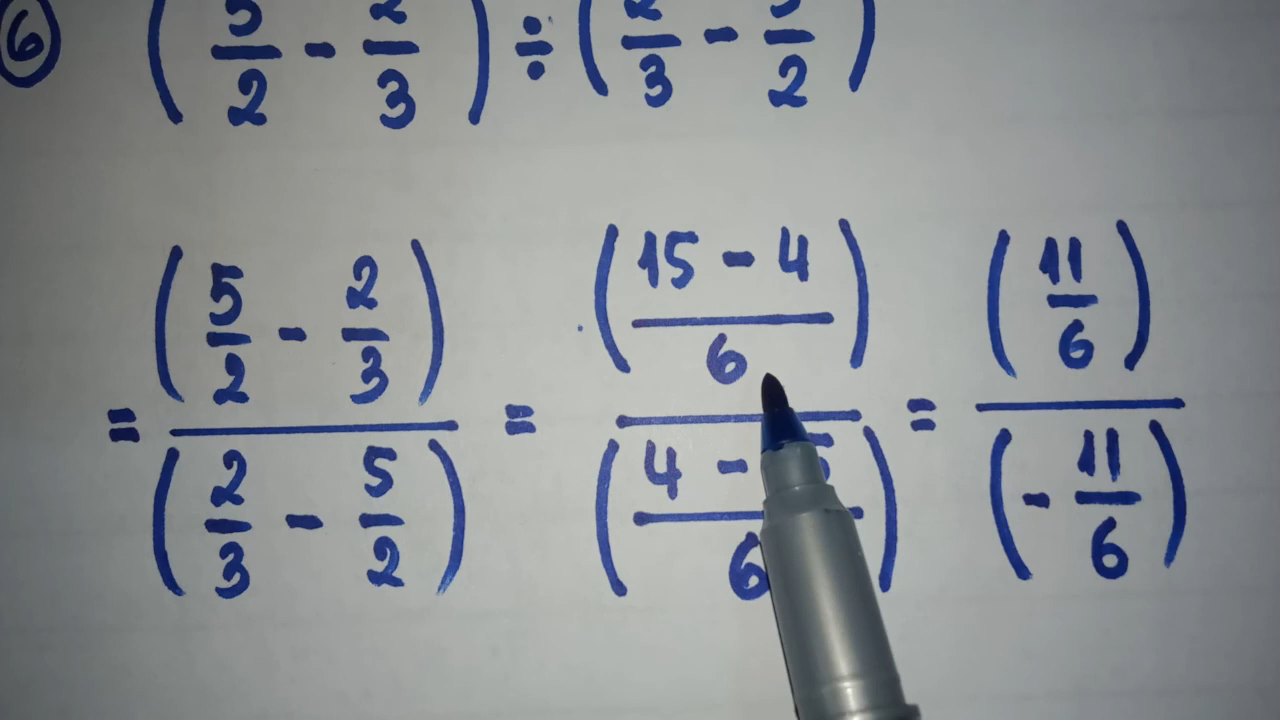 6 ( 5/2 - 2/3 ) ÷ ( 2/3 - 5/2 )
= ( 5/2 - 2/3 ) / ( 2/3 - 5/2 ) = ( (15 - 4)/6 ) / ( (4 - 5)/6 ) = ( 11/6 ) / ( - 11/6 )